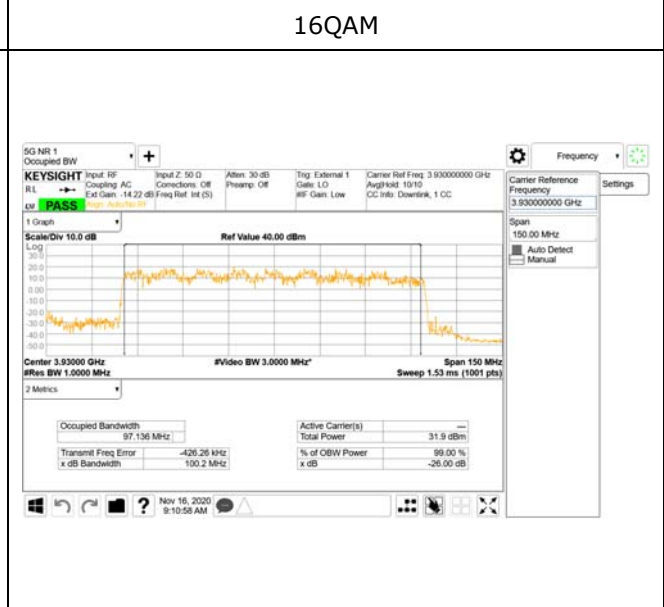 16QAM
5G NR 1
Occupied BW
Frequency
KEYSIGHT
RL
PASS
Input: RF
Coupling: AC
Ext Gain: -14.22 dB
Align: Auto/No RF
Input Z: 50 Ω
Corrections: Off
Freq Ref: Int (S)
Atten: 30 dB
Preamp: Off
Trig: External 1
Gate: LO
#IF Gain: Low
Carrier Ref Freq: 3.930000000 GHz
Avg|Hold: 10/10
CC Info: Downlink, 1 CC
Carrier Reference
Frequency
3.930000000 GHz
Settings
Span
150.00 MHz
Auto Detect
Manual
1 Graph
Scale/Div 10.0 dB
Ref Value 40.00 dBm
Log
30.0
20.0
10.0
0.00
-10.0
-20.0
-30.0
-40.0
-50.0
Center 3.93000 GHz
#Video BW 3.0000 MHz*
Span 150 MHz
#Res BW 1.0000 MHz
Sweep 1.53 ms (1001 pts)
2 Metrics
Occupied Bandwidth
97.136 MHz
Active Carrier(s) ---
Total Power 31.9 dBm
Transmit Freq Error -426.26 kHz
% of OBW Power 99.00 %
x dB Bandwidth 100.2 MHz
x dB -26.00 dB
?
Nov 16, 2020
9:10:58 AM